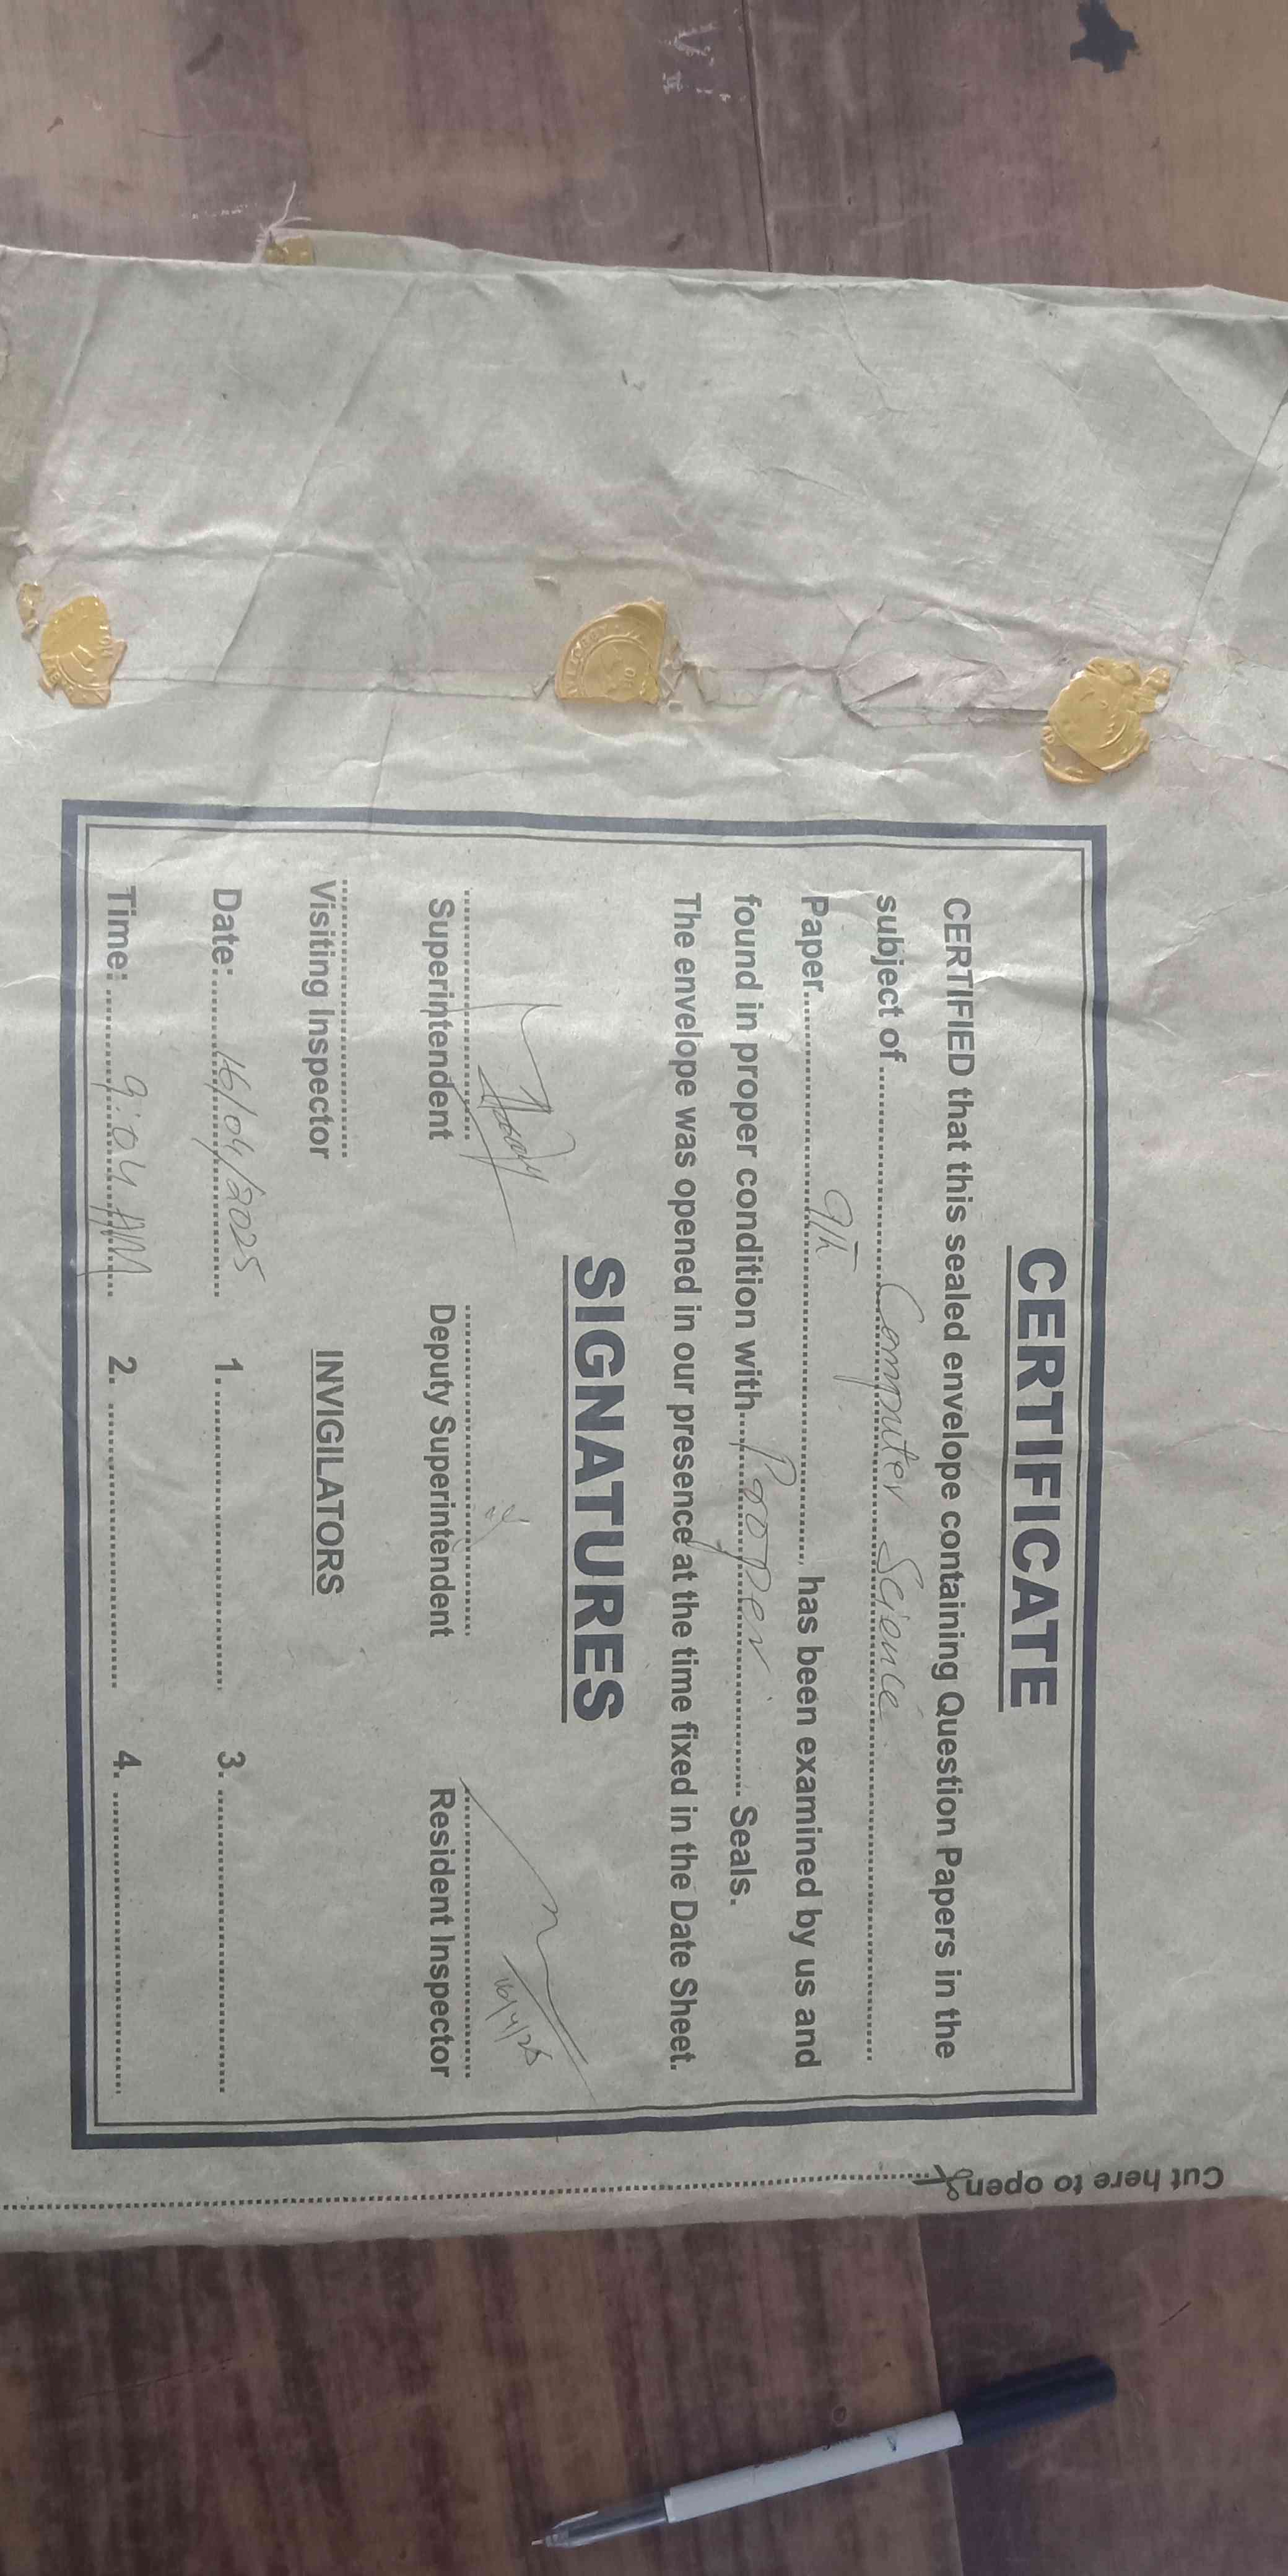 CERTIFICATE
CERTIFIED that this sealed envelope containing Question Papers in the
subject of .......... Computer Science ..........
Paper.......... 9th .......... has been examined by us and
found in proper condition with.......... Proper .......... Seals.
The envelope was opened in our presence at the time fixed in the Date Sheet.
SIGNATURES
16/4/25
Superintendent Deputy Superintendent Resident Inspector
Visiting Inspector INVIGILATORS
Date: 16/04/2025 1. .......... 3. ..........
Time: 9:04 AM 2. .......... 4. ..........
Cut here to open